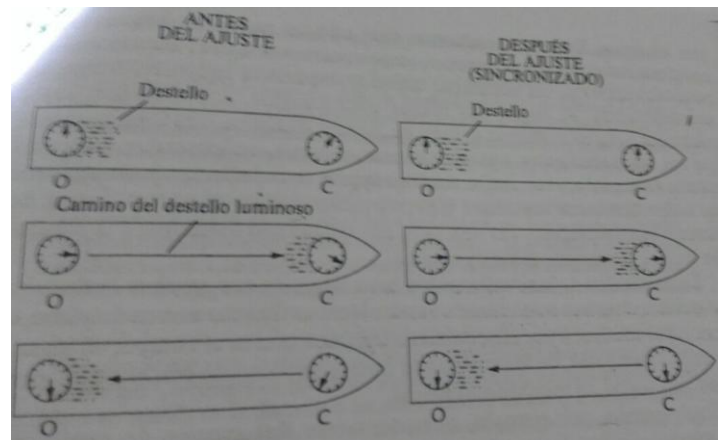 ANTES
DEL AJUSTE
Destello
O
C
Camino del destello luminoso
O
C
O
C
DESPUÉS
DEL AJUSTE
(SINCRONIZADO)
Destello
O
C
O
C
O
C